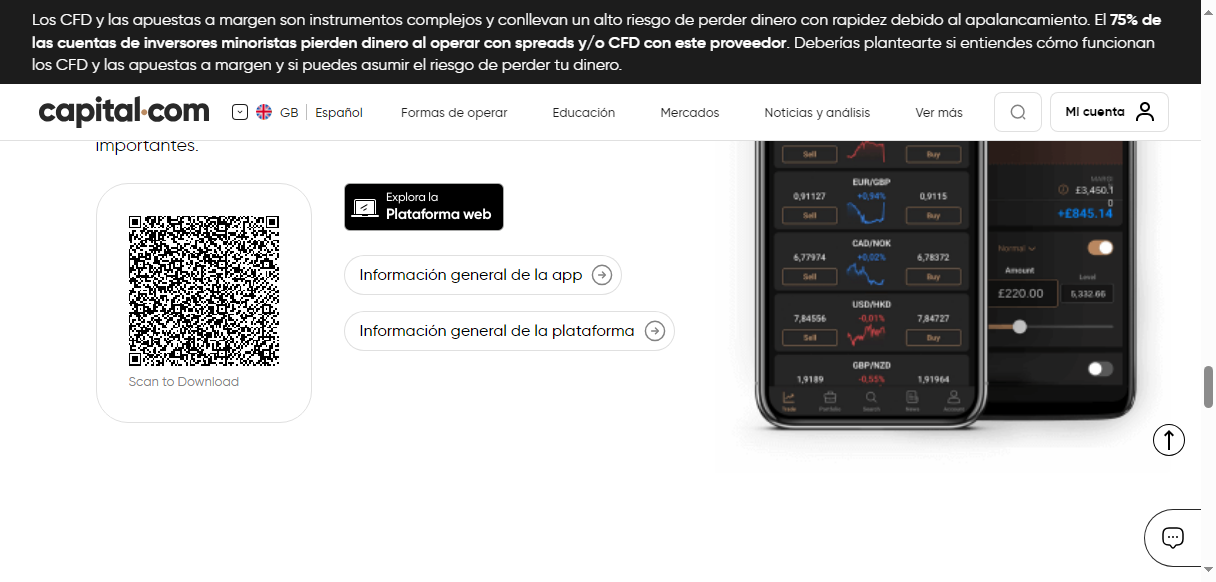 Los CFD y las apuestas a margen son instrumentos complejos y conllevan un alto riesgo de perder dinero con rapidez debido al apalancamiento. El 75% de
las cuentas de inversores minoristas pierden dinero al operar con spreads y/o CFD con este proveedor. Deberías plantearte si entiendes cómo funcionan
los CFD y las apuestas a margen y si puedes asumir el riesgo de perder tu dinero.
capital.com GB Español Formas de operar Educación Mercados Noticias y análisis Ver más Mi cuenta
importantes.
Explora la
Plataforma web
Información general de la app
Información general de la plataforma
Scan to Download
Sell Buy
EUR/GBP
0,91127 +0,94% 0,9115
Sell Buy
CAD/NOK
6,77974 +0,02% 6,78372
Sell Buy
USD/HKD
7,84556 -0,01% 7,84727
Sell Buy
GBP/NZD
1,9189 -0,55% 1,91964
Trade Portfolio Search News Account
MARGIN
£3,450.1
0
+£845.14
Normal
Amount Level
£220.00 5,332.66